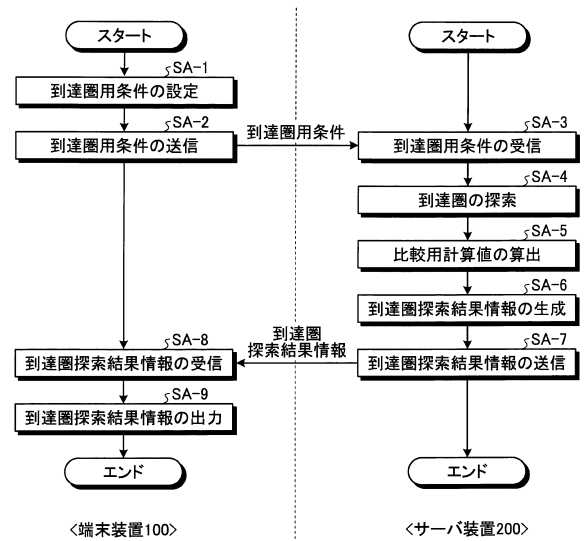 スタート
SA-1
到達圏用条件の設定
SA-2
到達圏用条件の送信
到達圏用条件
スタート
SA-3
到達圏用条件の受信
SA-4
到達圏の探索
SA-5
比較用計算値の算出
SA-6
到達圏探索結果情報の生成
SA-7
到達圏探索結果情報の送信
到達圏
探索結果情報
SA-8
到達圏探索結果情報の受信
SA-9
到達圏探索結果情報の出力
エンド
エンド
<端末装置100>
<サーバ装置200>